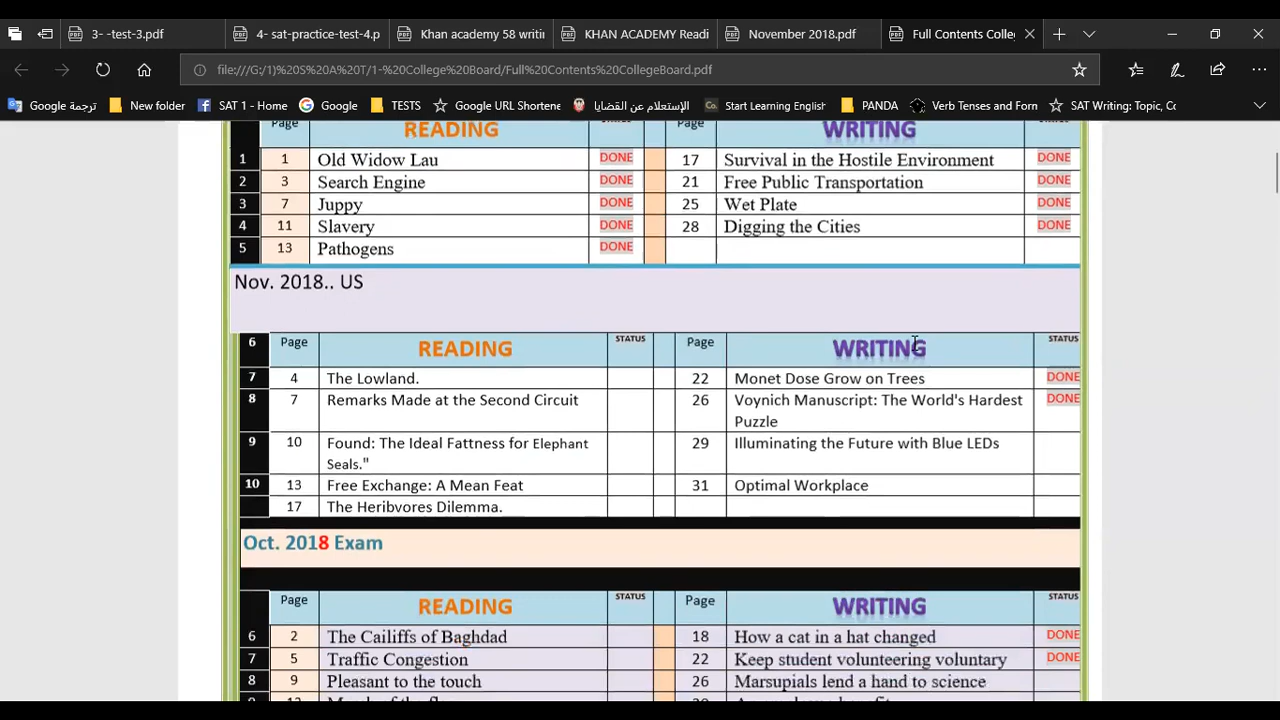 3- -test-3.pdf
4- sat-practice-test-4.p
Khan academy 58 writi
KHAN ACADEMY Readi
November 2018.pdf
Full Contents Colle
file:///G:/1)%20S%20A%20T/1-%20College%20Board/Full%20Contents%20CollegeBoard.pdf
ترجمة Google
New folder
SAT 1 - Home
Google
TESTS
Google URL Shortene
الإستعلام عن القضايا
Start Learning English
PANDA
Verb Tenses and Forn
SAT Writing: Topic, Co
Page READING Page WRITING
1 1 Old Widow Lau DONE 17 Survival in the Hostile Environment DONE
2 3 Search Engine DONE 21 Free Public Transportation DONE
3 7 Juppy DONE 25 Wet Plate DONE
4 11 Slavery DONE 28 Digging the Cities DONE
5 13 Pathogens DONE
Nov. 2018.. US
6 Page READING STATUS Page WRITING STATUS
7 4 The Lowland. 22 Monet Dose Grow on Trees DONE
8 7 Remarks Made at the Second Circuit 26 Voynich Manuscript: The World's Hardest DONE
Puzzle
9 10 Found: The Ideal Fattness for Elephant 29 Illuminating the Future with Blue LEDs
Seals."
10 13 Free Exchange: A Mean Feat 31 Optimal Workplace
17 The Heribvores Dilemma.
Oct. 2018 Exam
Page READING STATUS Page WRITING STATUS
6 2 The Cailiffs of Baghdad 18 How a cat in a hat changed DONE
7 5 Traffic Congestion 22 Keep student volunteering voluntary DONE
8 9 Pleasant to the touch 26 Marsupials lend a hand to science